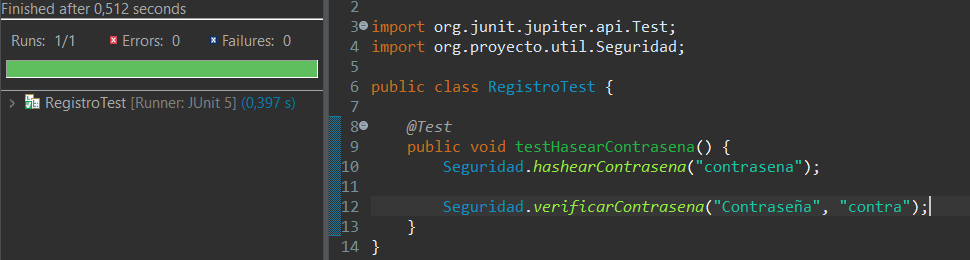 Finished after 0,512 seconds
Runs: 1/1 Errors: 0 Failures: 0
RegistroTest [Runner: JUnit 5] (0,397 s)
2
3 import org.junit.jupiter.api.Test;
4 import org.proyecto.util.Seguridad;
5
6 public class RegistroTest {
7
8 @Test
9 public void testHasearContrasena() {
10 Seguridad.hashearContrasena("contrasena");
11
12 Seguridad.verificarContrasena("Contraseña", "contra");
13 }
14 }